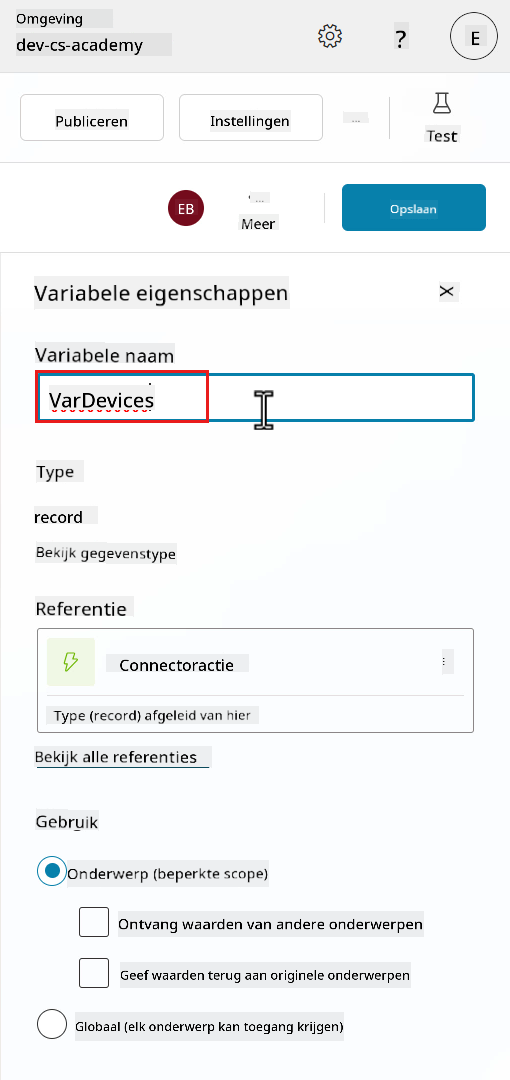 Omgeving
dev-cs-academy
?
E
Publiceren
Instellingen
...
Test
EB
...
Meer
Opslaan
Variabele eigenschappen
Variabele naam
VarDevices
Type
record
Bekijk gegevenstype
Referentie
Connectoractie
Type (record) afgeleid van hier
Bekijk alle referenties
Gebruik
Onderwerp (beperkte scope)
Ontvang waarden van andere onderwerpen
Geef waarden terug aan originele onderwerpen
Globaal (elk onderwerp kan toegang krijgen)